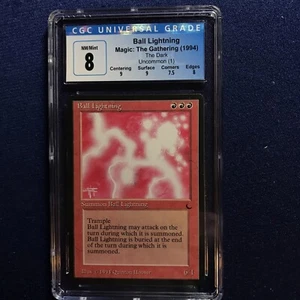 CGC UNIVERSAL GRADE
NM/Mint
8
Ball Lightning
Magic: The Gathering (1994)
The Dark
Uncommon (1)
Centering Surface Corners Edges
9 9 7.5 8
Ball Lightning
Summon Ball Lightning
Trample
Ball Lightning may attack on the
turn during which it is summoned.
Ball Lightning is buried at the end
of the turn during which it was
summoned.